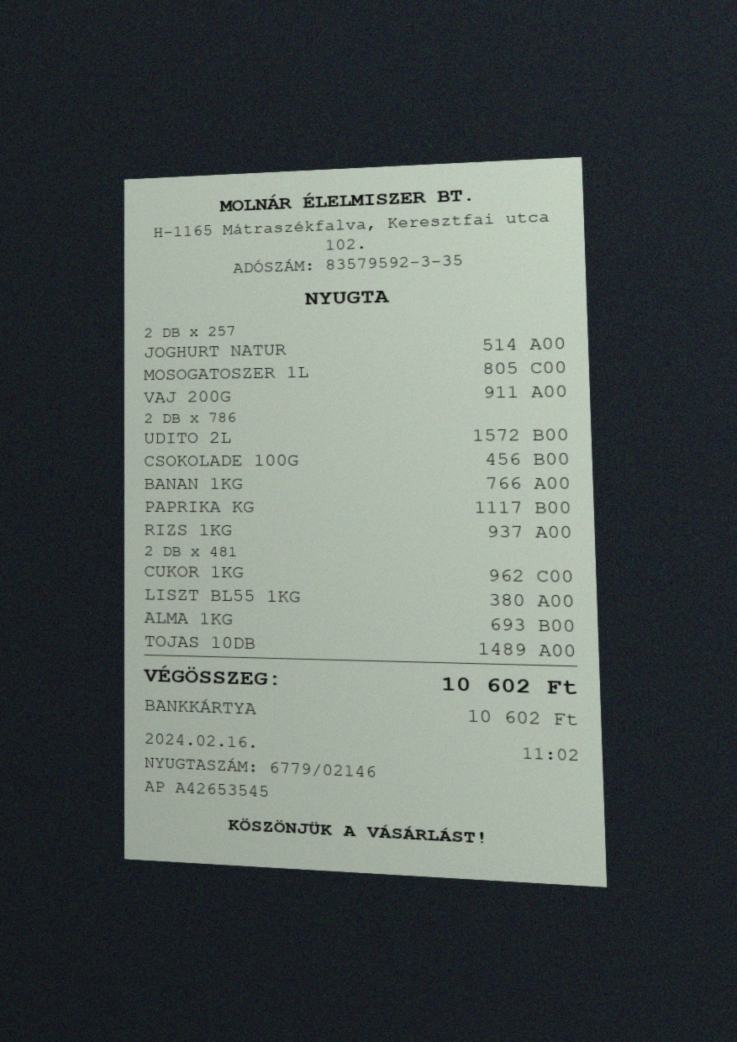 MOLNÁR ÉLELMISZER BT.
H-1165 Mátraszékfalva, Keresztfai utca
102.
ADÓSZÁM: 83579592-3-35
NYUGTA
2 DB x 257
JOGHURT NATUR 514 A00
MOSOGATOSZER 1L 805 C00
VAJ 200G 911 A00
2 DB x 786
UDITO 2L 1572 B00
CSOKOLADE 100G 456 B00
BANAN 1KG 766 A00
PAPRIKA KG 1117 B00
RIZS 1KG 937 A00
2 DB x 481
CUKOR 1KG 962 C00
LISZT BL55 1KG 380 A00
ALMA 1KG 693 B00
TOJAS 10DB 1489 A00
VÉGÖSSZEG: 10 602 Ft
BANKKÁRTYA 10 602 Ft
2024.02.16. 11:02
NYUGTASZÁM: 6779/02146
AP A42653545
KÖSZÖNJÜK A VÁSÁRLÁST!